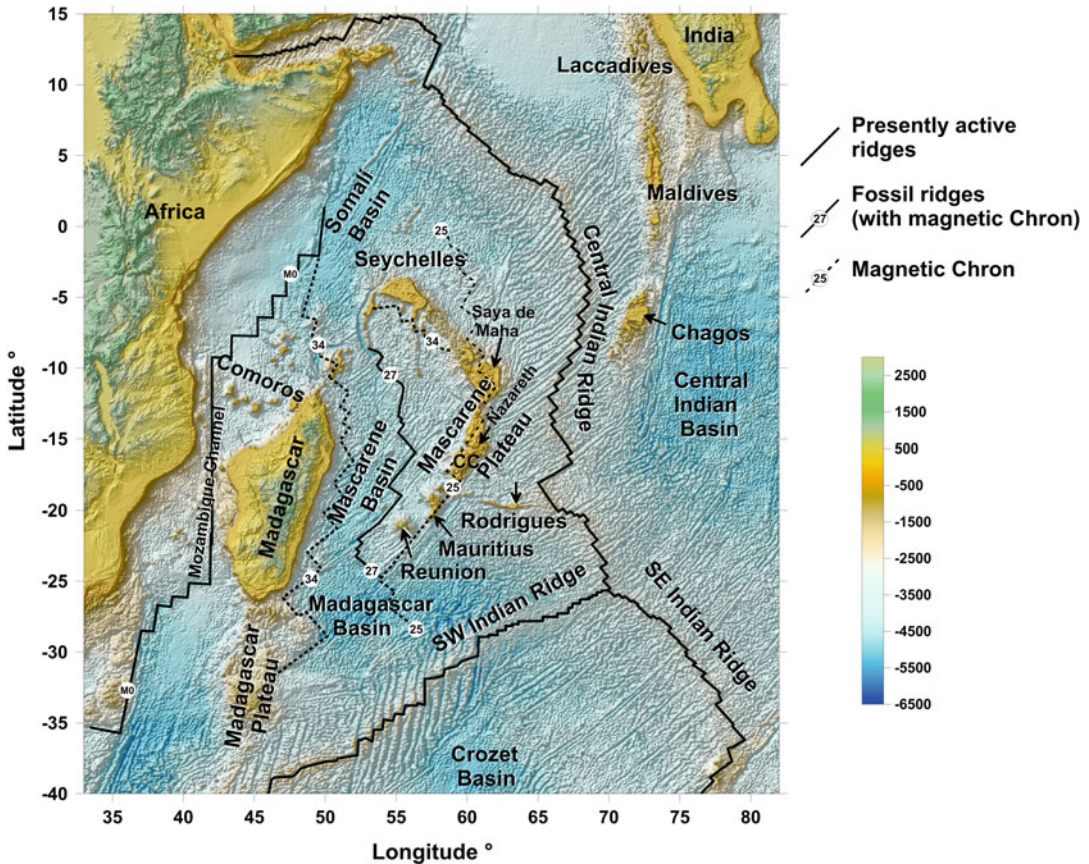 15
10
5
0
-5
-10
-15
-20
-25
-30
-35
-40
Latitude °
35
40
45
50
55
60
65
70
75
80
Longitude °
India
Laccadives
Maldives
Africa
Somali
Basin
25
M0
Seychelles
Central Indian Ridge
Saya de
Maha
Chagos
34
34
27
Comoros
Central
Indian
Basin
Mascarene
Plateau
Nazareth
CC
Mozambique Channel
Madagascar
Mascarene
Basin
25
Rodrigues
Mauritius
Reunion
34
27
Madagascar
Basin
25
SW Indian Ridge
SE Indian Ridge
M0
Madagascar
Plateau
Crozet
Basin
Presently active
ridges
27
Fossil ridges
(with magnetic Chron)
25
Magnetic Chron
2500
1500
500
-500
-1500
-2500
-3500
-4500
-5500
-6500